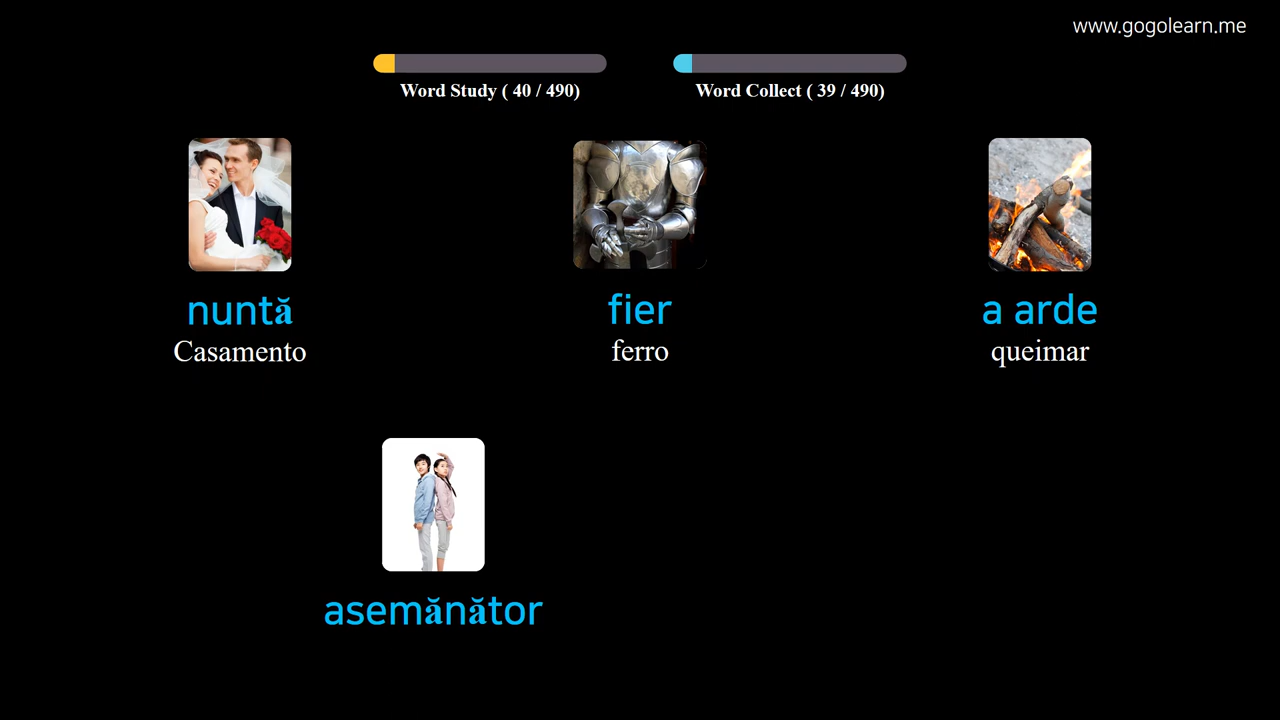 www.gogolearn.me
Word Study ( 40 / 490)
Word Collect ( 39 / 490)
nuntă
Casamento
fier
ferro
a arde
queimar
asemănător